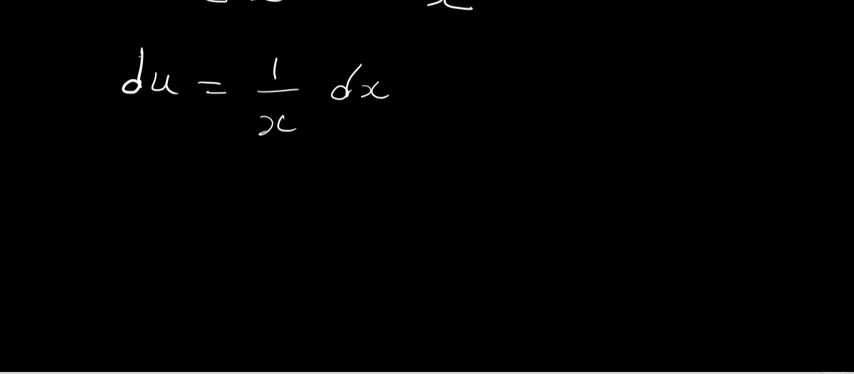 du = 1/x dx